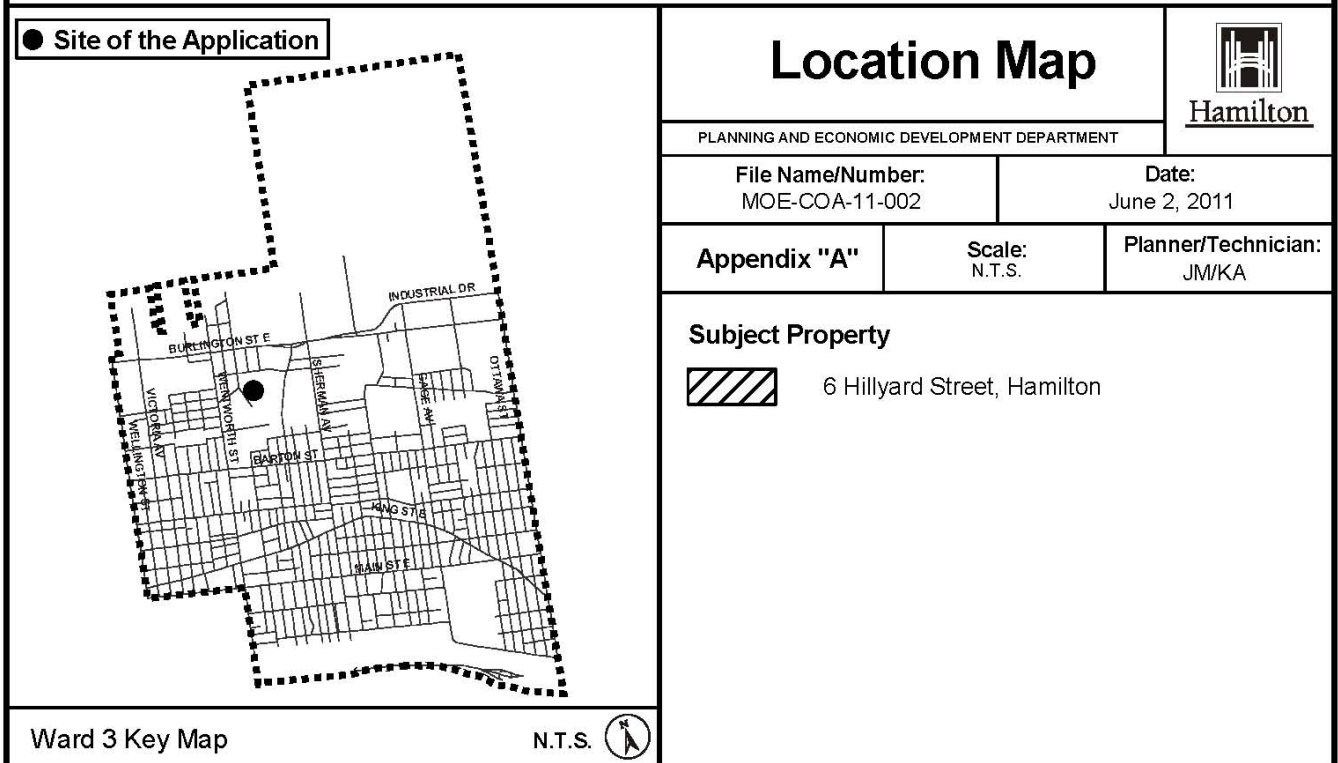 Site of the Application
INDUSTRIAL DR
BURLINGTON ST E
SHERMAN AV
OTTAWA ST
GAGE AV
WENTWORTH ST
VICTORIA AV
WELLINGTON ST
BARTON ST
KING ST E
MAIN ST E
Ward 3 Key Map
N.T.S.
N
Location Map
Hamilton
PLANNING AND ECONOMIC DEVELOPMENT DEPARTMENT
File Name/Number:
MOE-COA-11-002
Date:
June 2, 2011
Appendix "A"
Scale:
N.T.S.
Planner/Technician:
JM/KA
Subject Property
6 Hillyard Street, Hamilton